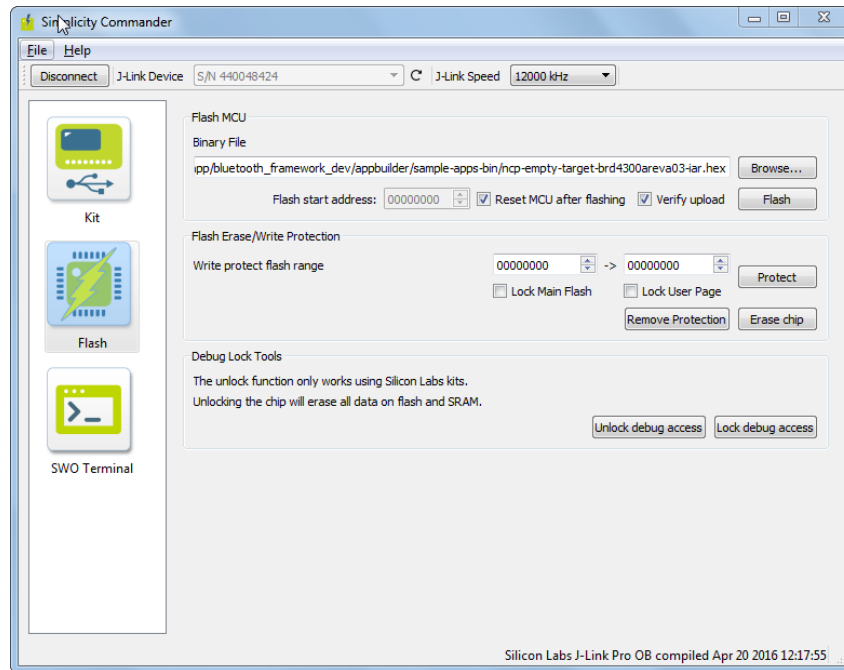 Simplicity Commander
File Help
Disconnect J-Link Device S/N 440048424 J-Link Speed 12000 kHz
Flash MCU
Binary File
app/bluetooth_framework_dev/appbuilder/sample-apps-bin/ncp-empty-target-brd4300areva03-iar.hex Browse...
Flash start address: 00000000 Reset MCU after flashing Verify upload Flash
Kit
Flash Erase/Write Protection
Write protect flash range 00000000 -> 00000000 Protect
Lock Main Flash Lock User Page
Remove Protection Erase chip
Flash
Debug Lock Tools
The unlock function only works using Silicon Labs kits.
Unlocking the chip will erase all data on flash and SRAM.
Unlock debug access Lock debug access
SWO Terminal
Silicon Labs J-Link Pro OB compiled Apr 20 2016 12:17:55